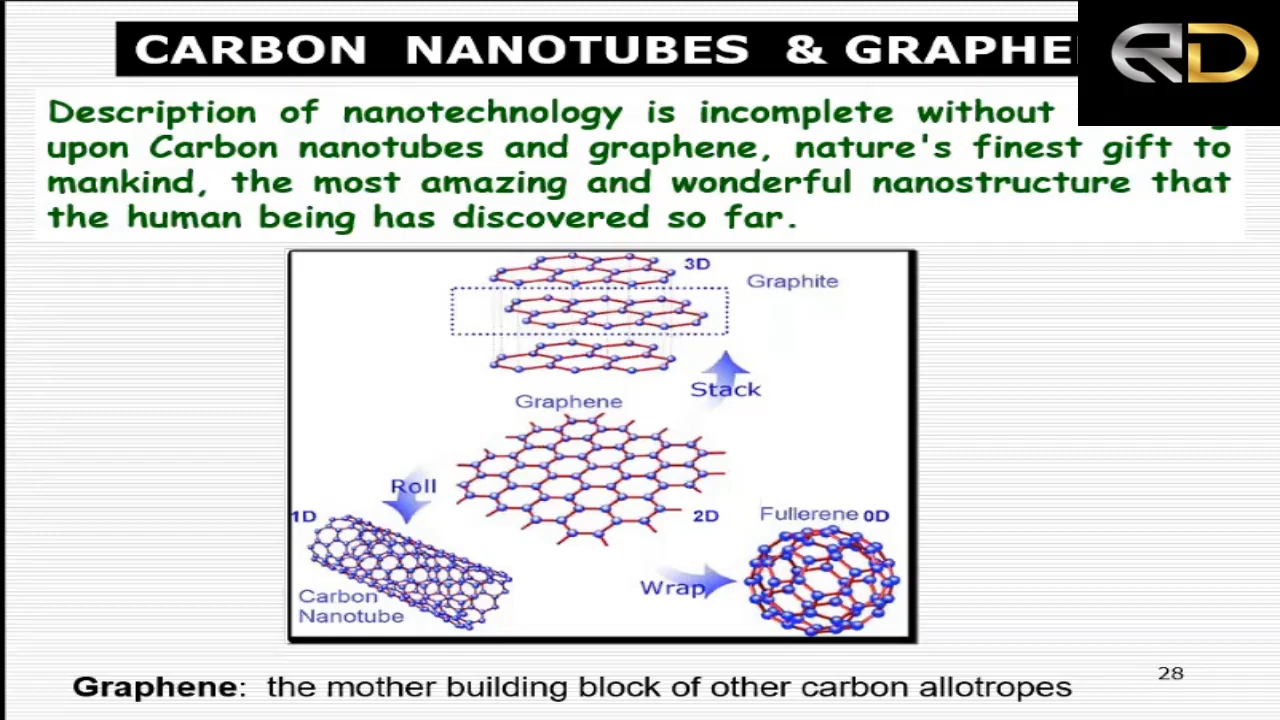 CARBON NANOTUBES & GRAPHE
RD
Description of nanotechnology is incomplete without
upon Carbon nanotubes and graphene, nature's finest gift to
mankind, the most amazing and wonderful nanostructure that
the human being has discovered so far.
3D
Graphite
Stack
Graphene
Roll
1D
2D
Fullerene 0D
Wrap
Carbon
Nanotube
28
Graphene: the mother building block of other carbon allotropes